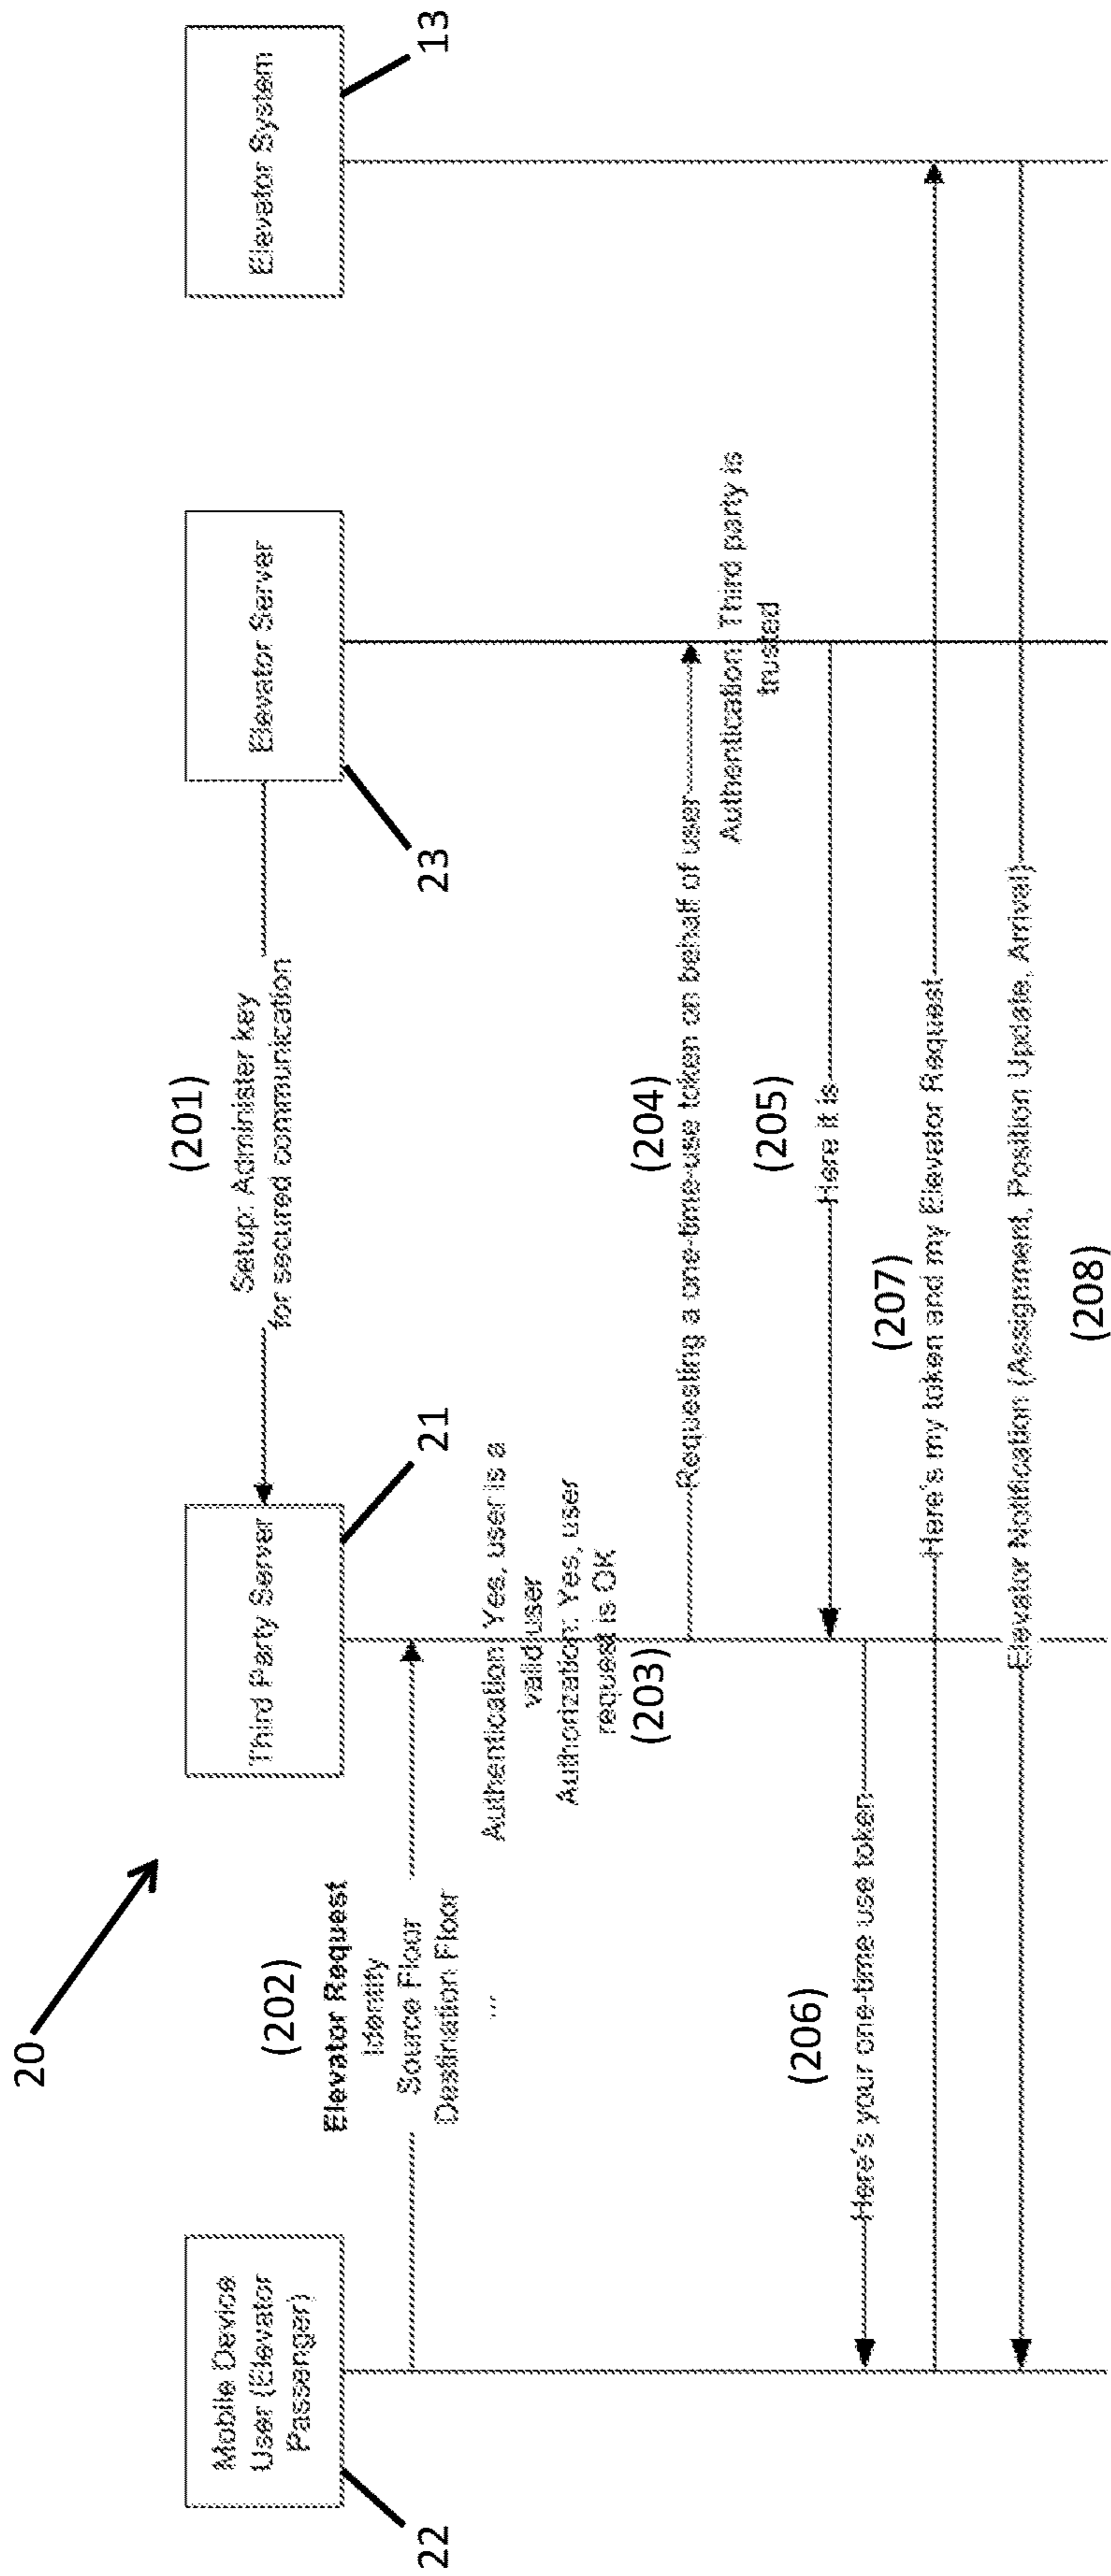 20
Mobile Device
User (Elevator
Passenger)
22
Third Party Server
21
Elevator Server
23
Elevator System
13
(201)
Setup: Administer key
for secured communication
(202)
Elevator Request
Identity
Source Floor
Destination Floor
...
Authentication: Yes, user is a
valid user
Authorization: Yes, user
request is OK
(203)
(204)
Requesting a one-time-use token on behalf of user
Authentication: Third party is
trusted
(205)
Here it is
(206)
Here's your one-time use token
(207)
Here's my token and my Elevator Request
Elevator Notification (Assignment, Position Update, Arrival)
(208)